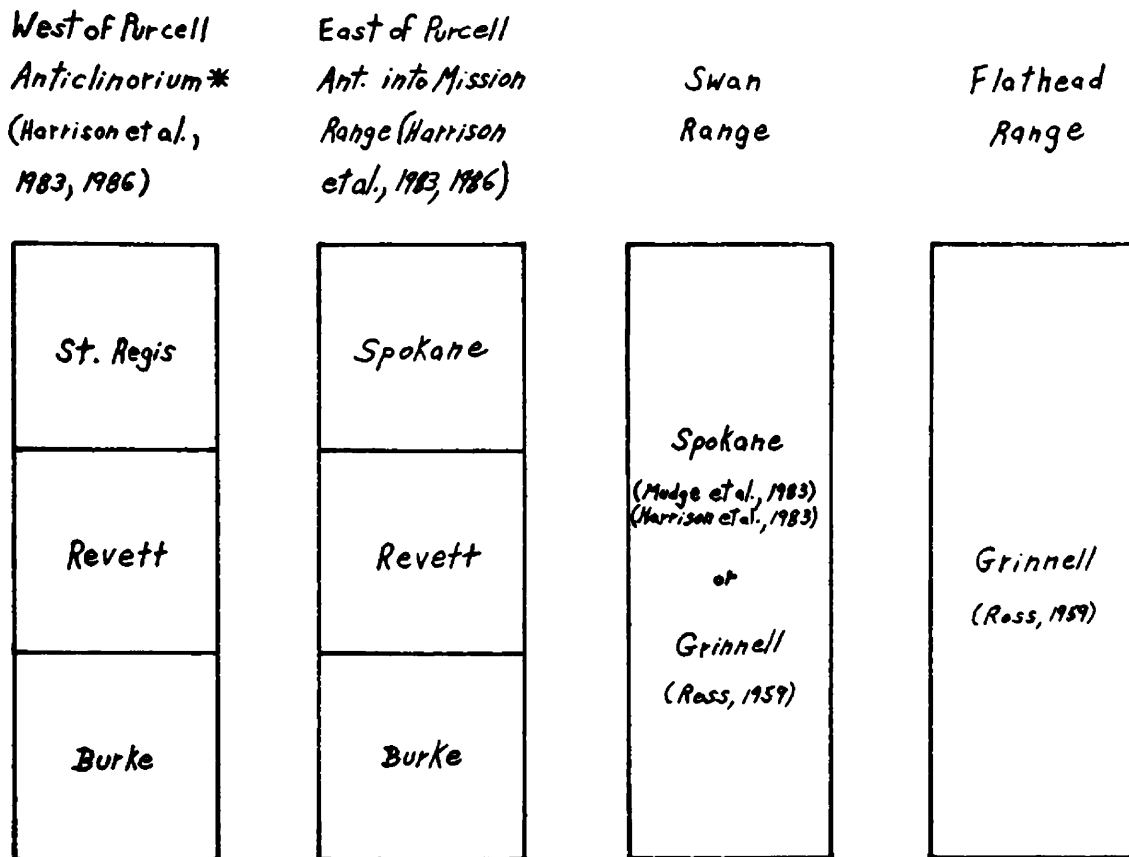 West of Purcell
Anticlinorium*
(Harrison et al.,
1983, 1986)
East of Purcell
Ant. into Mission
Range (Harrison
et al., 1983, 1986)
Swan
Range
Flathead
Range
St. Regis
Revett
Burke
Spokane
Revett
Burke
Spokane
(Mudge et al., 1983)
(Harrison et al., 1983)
or
Grinnell
(Ross, 1959)
Grinnell
(Ross, 1959)